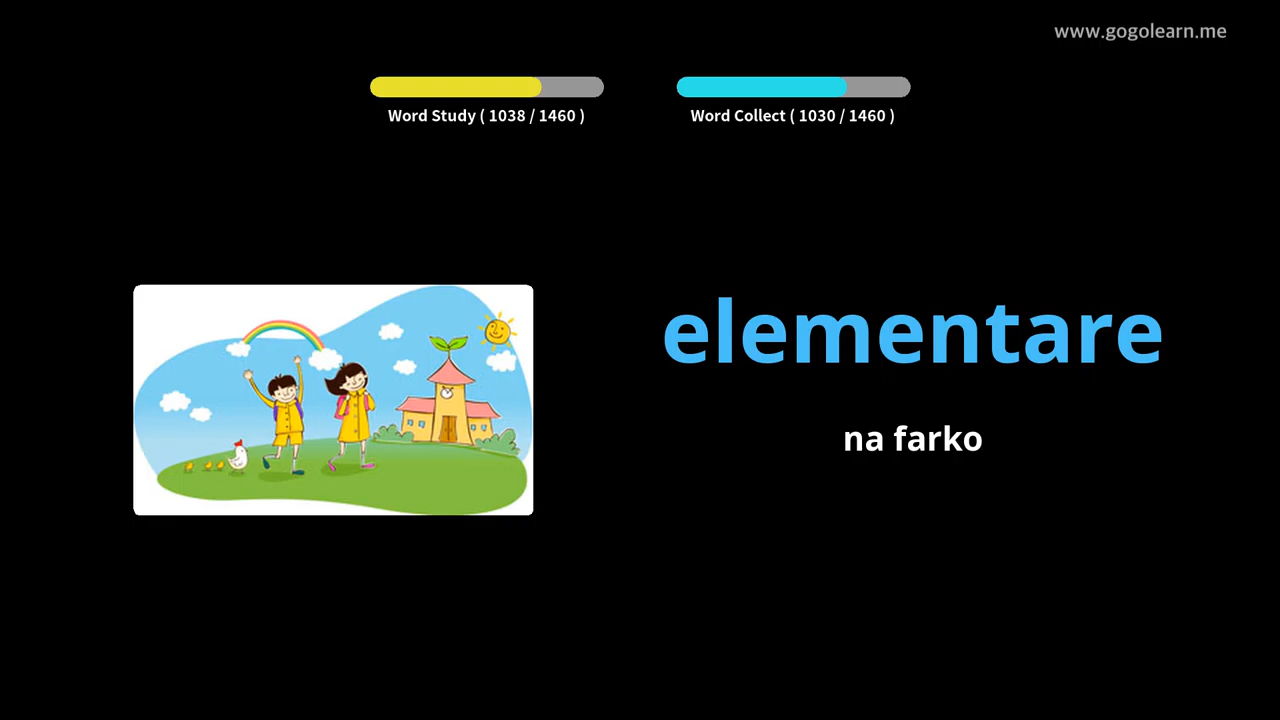 www.gogolearn.me
Word Study ( 1038 / 1460 )
Word Collect ( 1030 / 1460 )
elementare
na farko